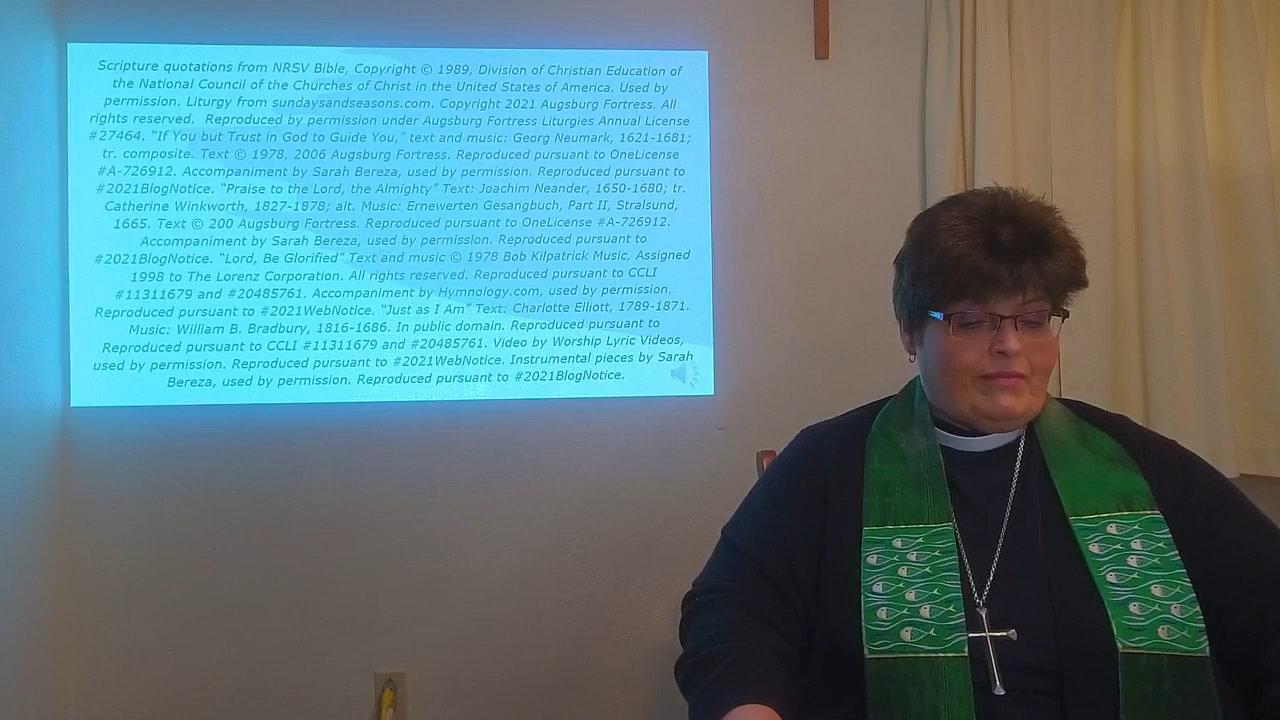 Scripture quotations from NRSV Bible, Copyright © 1989, Division of Christian Education of
the National Council of the Churches of Christ in the United States of America. Used by
permission. Liturgy from sundaysandseasons.com. Copyright 2021 Augsburg Fortress. All
rights reserved. Reproduced by permission under Augsburg Fortress Liturgies Annual License
#27464. "If You but Trust in God to Guide You," text and music: Georg Neumark, 1621-1681;
tr. composite. Text © 1978, 2006 Augsburg Fortress. Reproduced pursuant to OneLicense
#A-726912. Accompaniment by Sarah Bereza, used by permission. Reproduced pursuant to
#2021BlogNotice. "Praise to the Lord, the Almighty" Text: Joachim Neander, 1650-1680; tr.
Catherine Winkworth, 1827-1878; alt. Music: Ernewerten Gesangbuch, Part II, Stralsund,
1665. Text © 200 Augsburg Fortress. Reproduced pursuant to OneLicense #A-726912.
Accompaniment by Sarah Bereza, used by permission. Reproduced pursuant to
#2021BlogNotice. "Lord, Be Glorified" Text and music © 1978 Bob Kilpatrick Music, Assigned
1998 to The Lorenz Corporation. All rights reserved. Reproduced pursuant to CCLI
#11311679 and #20485761. Accompaniment by Hymnology.com, used by permission.
Reproduced pursuant to #2021WebNotice. "Just as I Am" Text: Charlotte Elliott, 1789-1871.
Music: William B. Bradbury, 1816-1686. In public domain. Reproduced pursuant to
Reproduced pursuant to CCLI #11311679 and #20485761. Video by Worship Lyric Videos,
used by permission. Reproduced pursuant to #2021WebNotice. Instrumental pieces by Sarah
Bereza, used by permission. Reproduced pursuant to #2021BlogNotice.